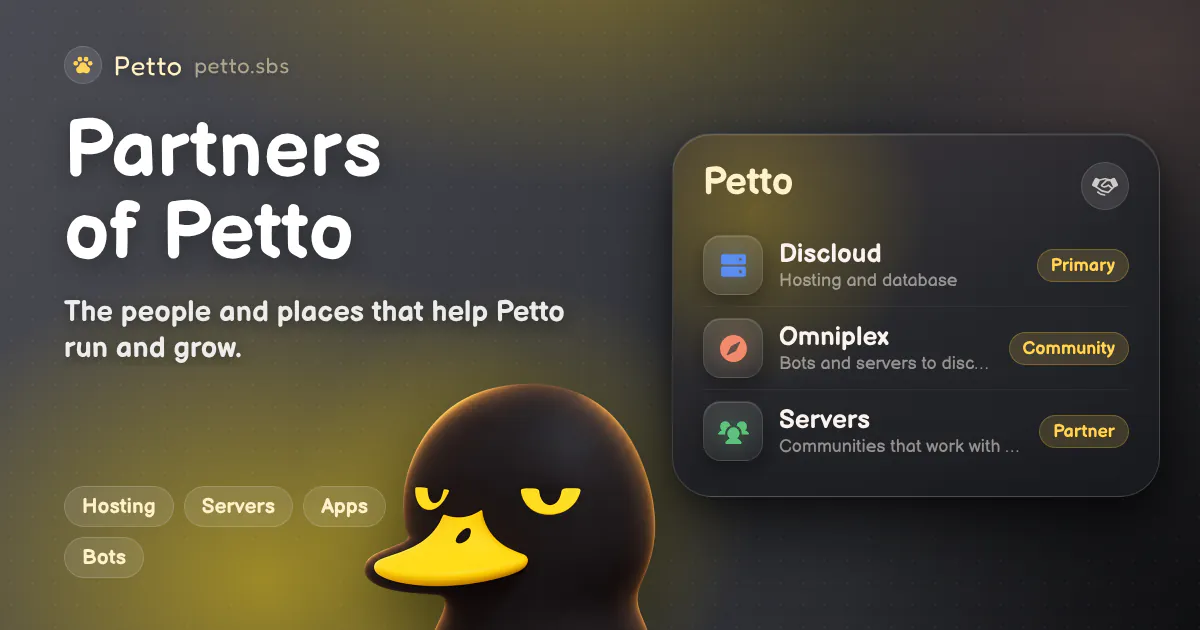 Petto petto.sbs
Partners
of Petto
The people and places that help Petto
run and grow.
Hosting
Servers
Apps
Bots
Petto
Discloud
Hosting and database
Primary
Omniplex
Bots and servers to disc...
Community
Servers
Communities that work with ...
Partner